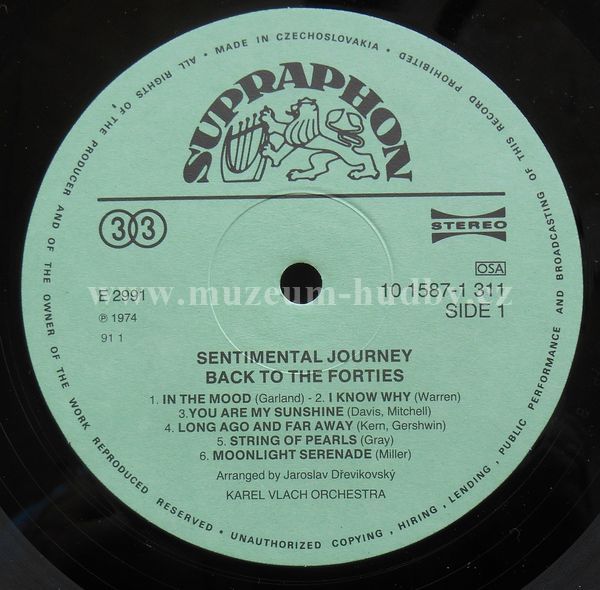 ALL RIGHTS OF THE PRODUCER AND OF THE OWNER OF THE WORK REPRODUCED RESERVED • UNAUTHORIZED COPYING, HIRING, LENDING, PUBLIC PERFORMANCE AND BROADCASTING OF THIS RECORD PROHIBITED • MADE IN CZECHOSLOVAKIA •
SUPRAPHON
33
STEREO
OSA
E 2991
10 1587-1 311
www.muzeum-hudby.cz
℗ 1974
SIDE 1
91 1
SENTIMENTAL JOURNEY
BACK TO THE FORTIES
1. IN THE MOOD (Garland) - 2. I KNOW WHY (Warren)
3.YOU ARE MY SUNSHINE (Davis, Mitchell)
4. LONG AGO AND FAR AWAY (Kern, Gershwin)
5. STRING OF PEARLS (Gray)
6. MOONLIGHT SERENADE (Miller)
Arranged by Jaroslav Dřevikovský
KAREL VLACH ORCHESTRA